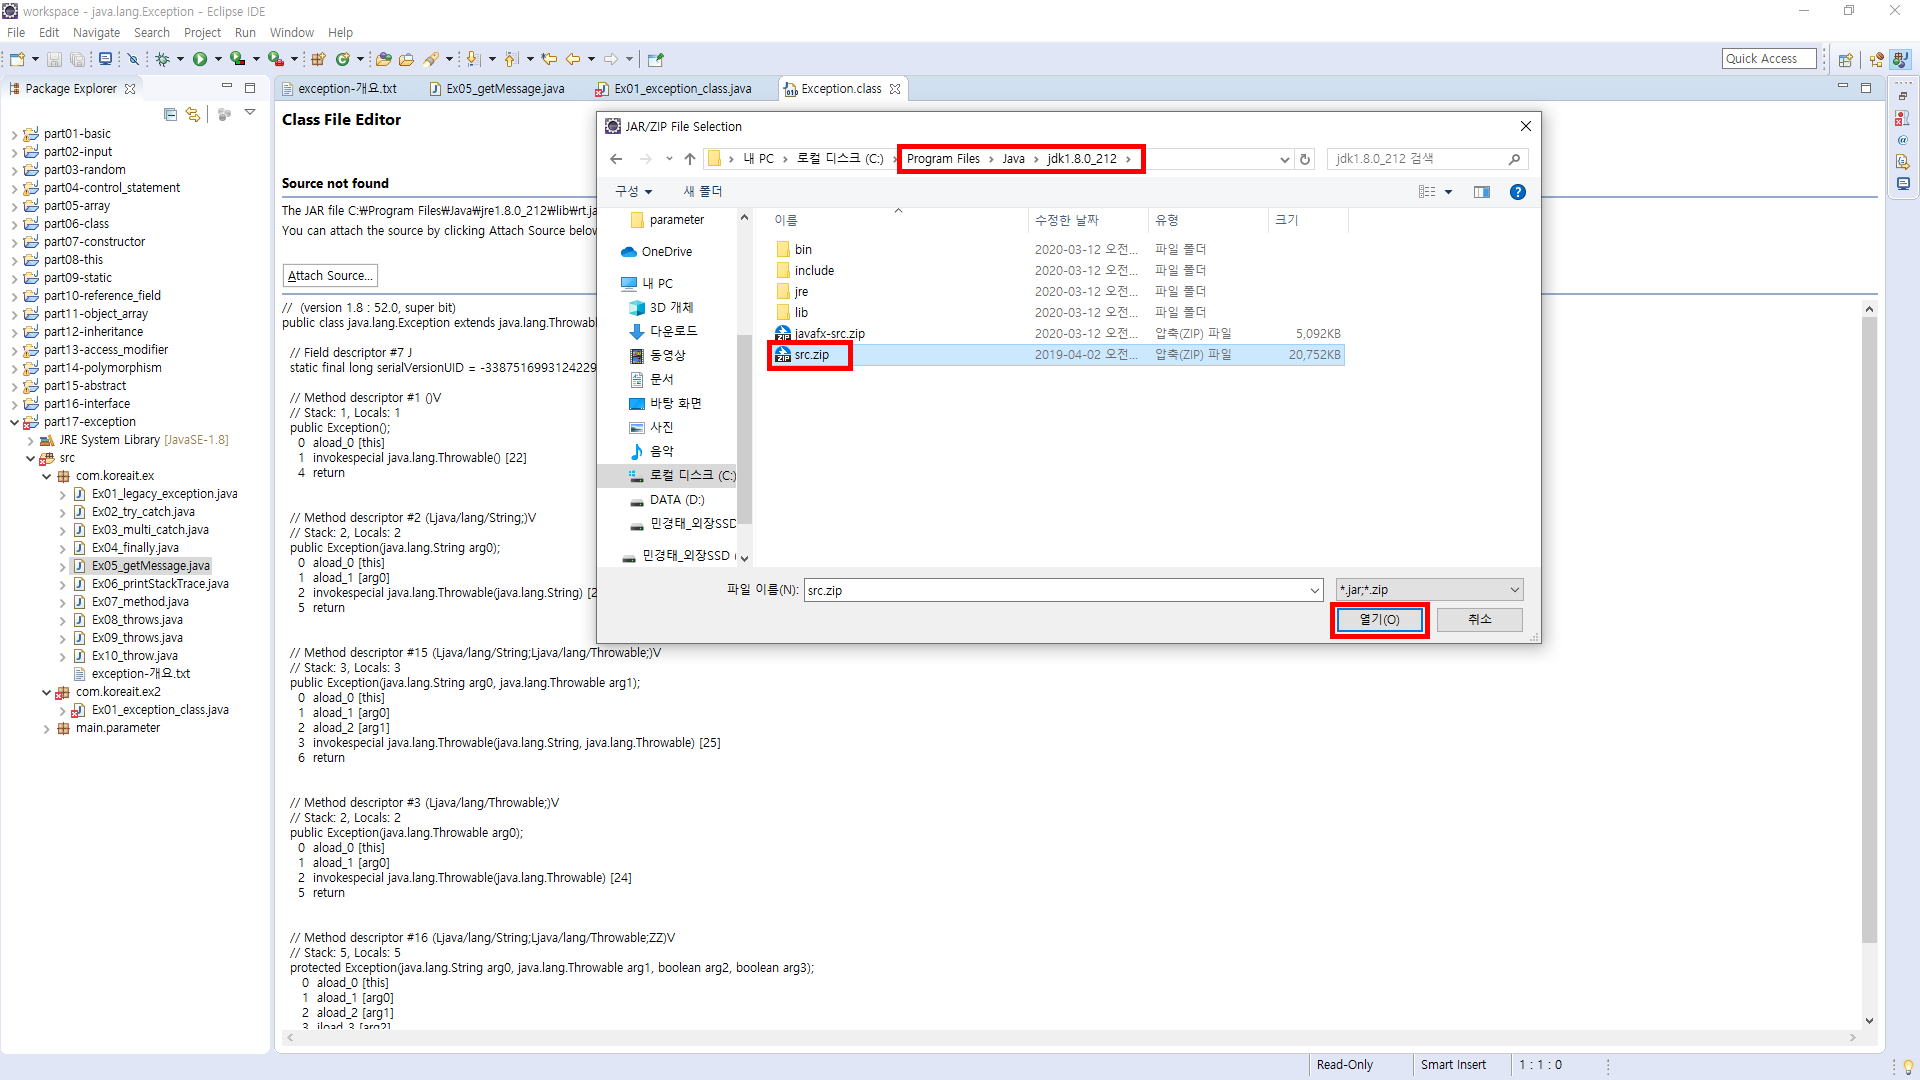 workspace - java.lang.Exception - Eclipse IDE
File Edit Navigate Search Project Run Window Help
Quick Access
Package Explorer
part01-basic
part02-input
part03-random
part04-control_statement
part05-array
part06-class
part07-constructor
part08-this
part09-static
part10-reference_field
part11-object_array
part12-inheritance
part13-access_modifier
part14-polymorphism
part15-abstract
part16-interface
part17-exception
JRE System Library [JavaSE-1.8]
src
com.koreait.ex
Ex01_legacy_exception.java
Ex02_try_catch.java
Ex03_multi_catch.java
Ex04_finally.java
Ex05_getMessage.java
Ex06_printStackTrace.java
Ex07_method.java
Ex08_throws.java
Ex09_throws.java
Ex10_throw.java
exception-개요.txt
com.koreait.ex2
Ex01_exception_class.java
main.parameter
exception-개요.txt Ex05_getMessage.java Ex01_exception_class.java Exception.class
Class File Editor
Source not found
The JAR file C:₩Program Files₩Java₩jre1.8.0_212₩lib₩rt.ja
You can attach the source by clicking Attach Source below
Attach Source...
// (version 1.8 : 52.0, super bit)
public class java.lang.Exception extends java.lang.Throwabl
// Field descriptor #7 J
static final long serialVersionUID = -3387516993124229
// Method descriptor #1 ()V
// Stack: 1, Locals: 1
public Exception();
0 aload_0 [this]
1 invokespecial java.lang.Throwable() [22]
4 return
// Method descriptor #2 (Ljava/lang/String;)V
// Stack: 2, Locals: 2
public Exception(java.lang.String arg0);
0 aload_0 [this]
1 aload_1 [arg0]
2 invokespecial java.lang.Throwable(java.lang.String) [2
5 return
// Method descriptor #15 (Ljava/lang/String;Ljava/lang/Throwable;)V
// Stack: 3, Locals: 3
public Exception(java.lang.String arg0, java.lang.Throwable arg1);
0 aload_0 [this]
1 aload_1 [arg0]
2 aload_2 [arg1]
3 invokespecial java.lang.Throwable(java.lang.String, java.lang.Throwable) [25]
6 return
// Method descriptor #3 (Ljava/lang/Throwable;)V
// Stack: 2, Locals: 2
public Exception(java.lang.Throwable arg0);
0 aload_0 [this]
1 aload_1 [arg0]
2 invokespecial java.lang.Throwable(java.lang.Throwable) [24]
5 return
// Method descriptor #16 (Ljava/lang/String;Ljava/lang/Throwable;ZZ)V
// Stack: 5, Locals: 5
protected Exception(java.lang.String arg0, java.lang.Throwable arg1, boolean arg2, boolean arg3);
0 aload_0 [this]
1 aload_1 [arg0]
2 aload_2 [arg1]
3 iload_3 [arg2]
JAR/ZIP File Selection
내 PC › 로컬 디스크 (C:) › Program Files › Java › jdk1.8.0_212 ›
jdk1.8.0_212 검색
구성 새 폴더
parameter
OneDrive
내 PC
3D 개체
다운로드
동영상
문서
바탕 화면
사진
음악
로컬 디스크 (C:)
DATA (D:)
민경태_외장SSD
민경태_외장SSD (
이름 수정한 날짜 유형 크기
bin 2020-03-12 오전... 파일 폴더
include 2020-03-12 오전... 파일 폴더
jre 2020-03-12 오전... 파일 폴더
lib 2020-03-12 오전... 파일 폴더
javafx-src.zip 2020-03-12 오전... 압축(ZIP) 파일 5,092KB
src.zip 2019-04-02 오전... 압축(ZIP) 파일 20,752KB
파일 이름(N): src.zip *.jar;*.zip
열기(O) 취소
Read-Only Smart Insert 1 : 1 : 0